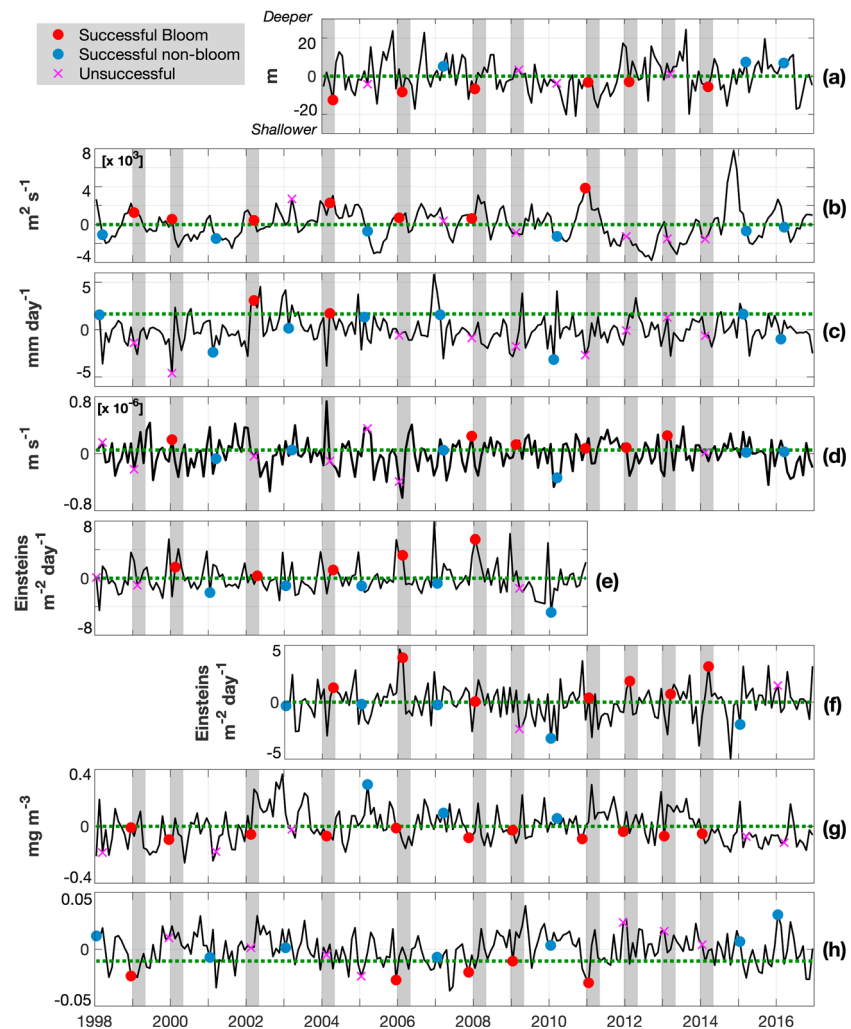 Deeper
Successful Bloom
Successful non-bloom
Unsuccessful
20
0
-20
m
(a)
Shallower
8
4
0
-4
[x 10³]
m² s⁻¹
(b)
5
0
-5
mm day⁻¹
(c)
0.8
0
-0.8
[x 10⁻⁶]
m s⁻¹
(d)
8
0
-8
Einsteins
m⁻² day⁻¹
(e)
5
0
-5
Einsteins
m⁻² day⁻¹
(f)
0.4
0
-0.4
mg m⁻³
(g)
0.05
0
-0.05
(h)
1998 2000 2002 2004 2006 2008 2010 2012 2014 2016